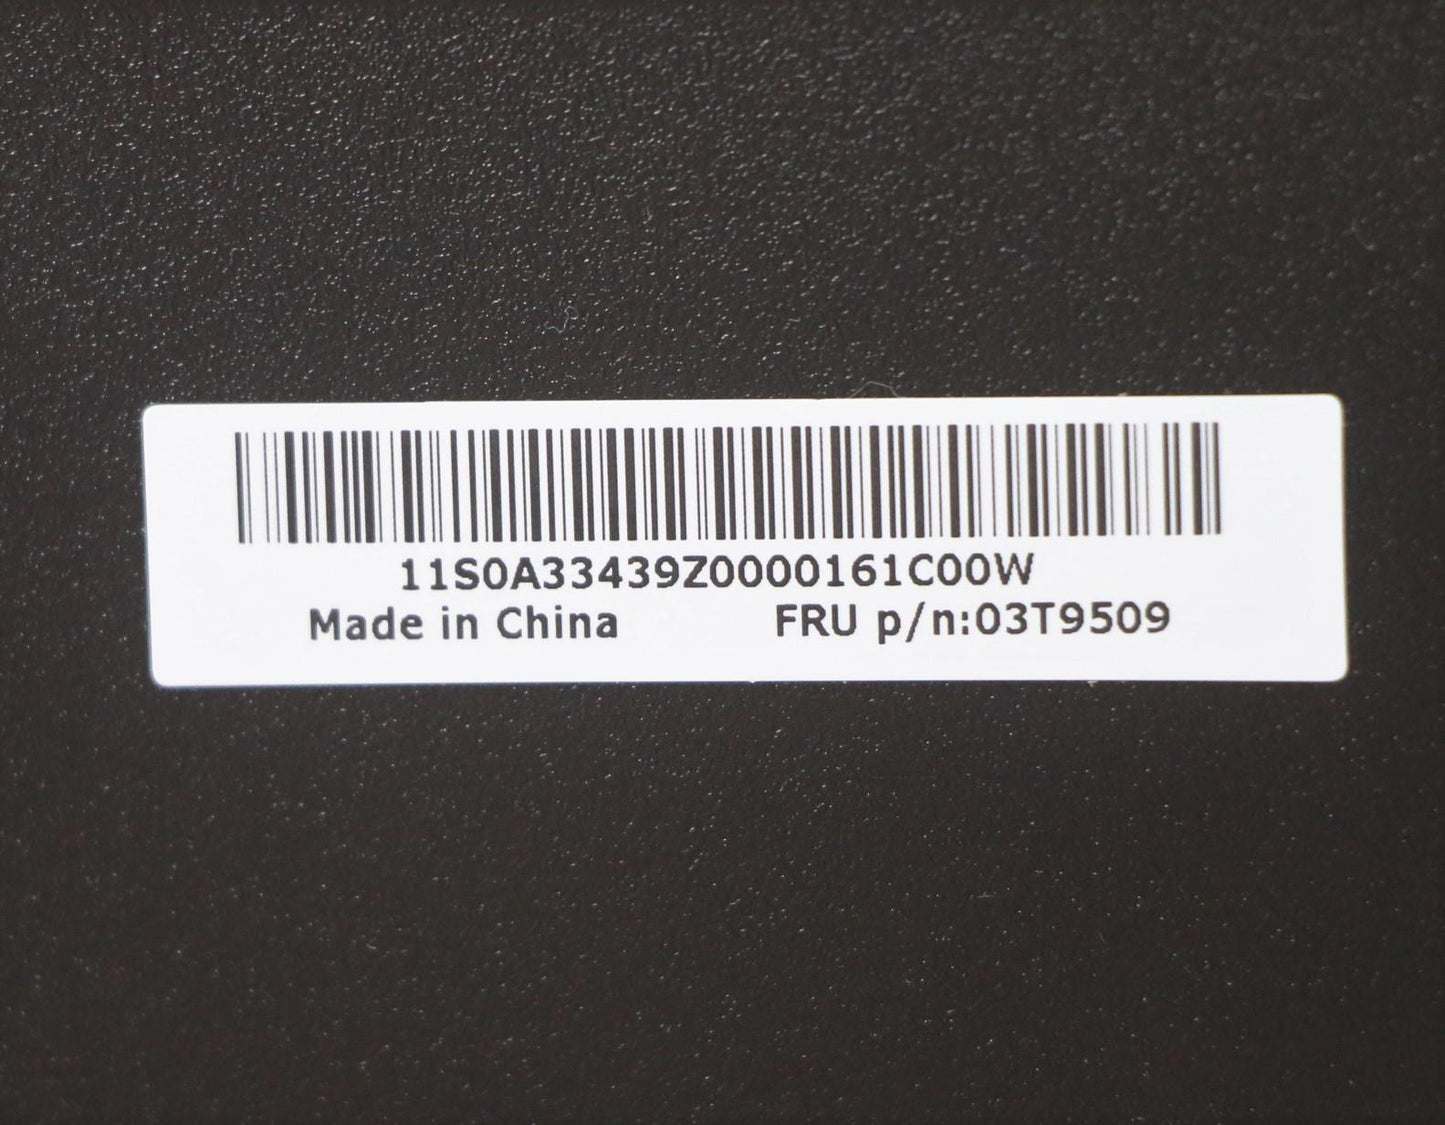 11S0A33439Z0000161C00W
Made in China FRU p/n:03T9509